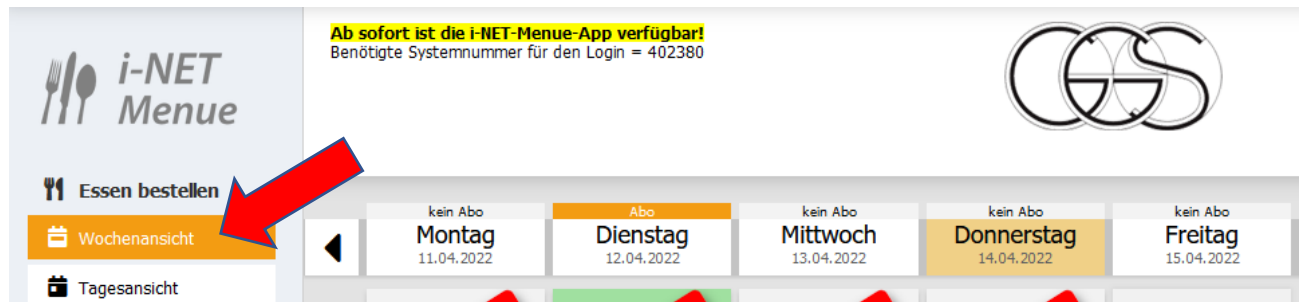 Ab sofort ist die i-NET-Menue-App verfügbar!
Benötigte Systemnummer für den Login = 402380
i-NET
Menue
CGS
Essen bestellen
Wochenansicht
Tagesansicht
kein Abo
Montag
11.04.2022
Abo
Dienstag
12.04.2022
kein Abo
Mittwoch
13.04.2022
kein Abo
Donnerstag
14.04.2022
kein Abo
Freitag
15.04.2022